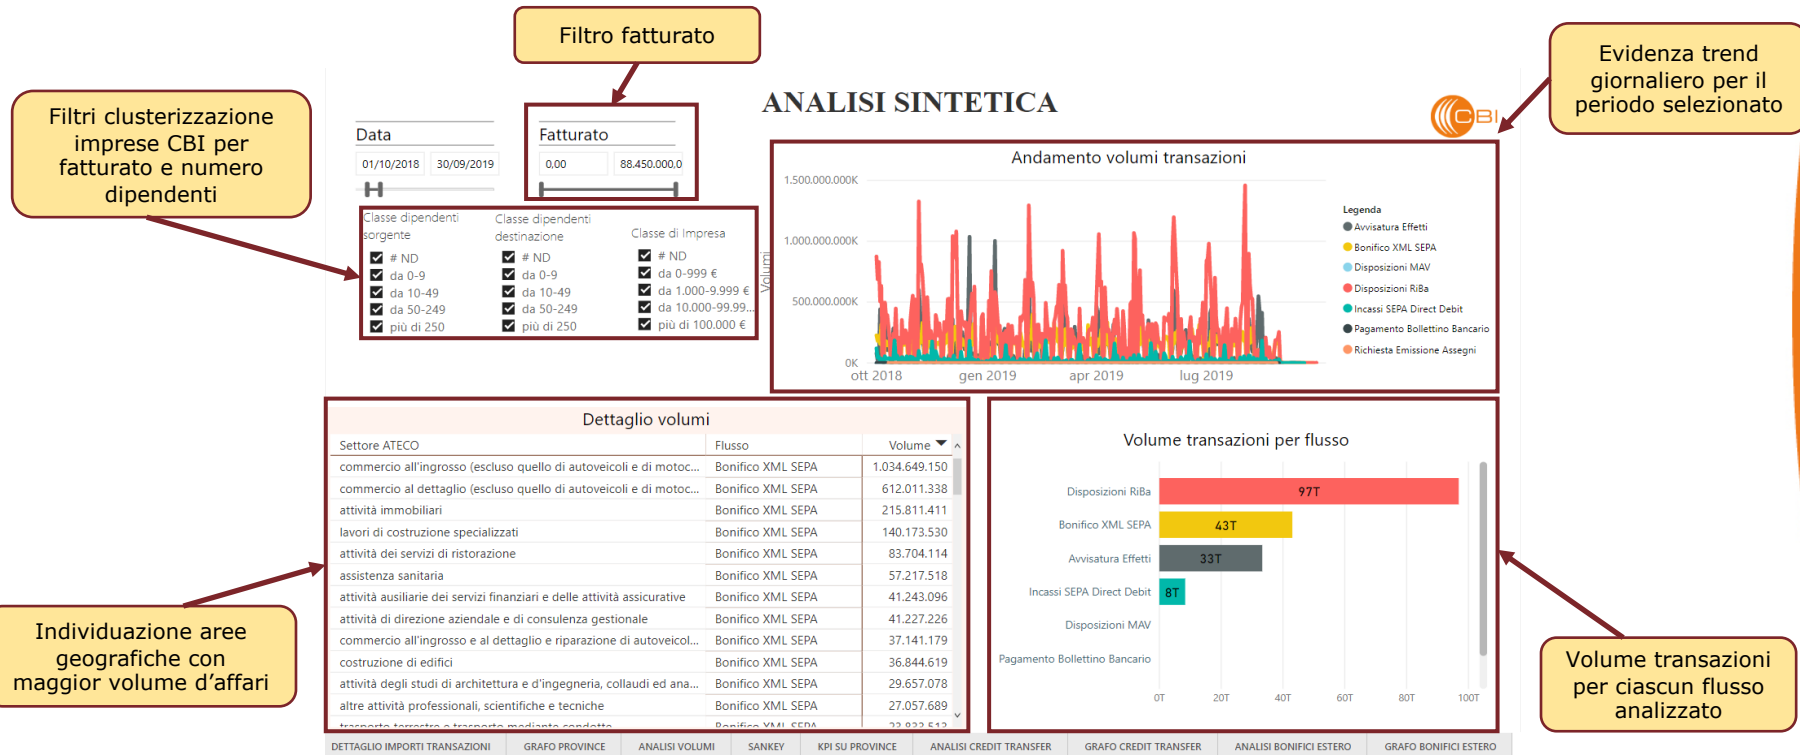 Filtro fatturato
Evidenza trend
giornaliero per il
periodo selezionato
Filtri clusterizzazione
imprese CBI per
fatturato e numero
dipendenti
ANALISI SINTETICA
CBI
Data
01/10/2018 30/09/2019
Fatturato
0,00 88.450.000,0
Classe dipendenti
sorgente
# ND
da 0-9
da 10-49
da 50-249
più di 250
Classe dipendenti
destinazione
# ND
da 0-9
da 10-49
da 50-249
più di 250
Classe di Impresa
# ND
da 0-999 €
da 1.000-9.999 €
da 10.000-99.99...
più di 100.000 €
Andamento volumi transazioni
Volumi
1.500.000.000K
1.000.000.000K
500.000.000K
0K
ott 2018 gen 2019 apr 2019 lug 2019
Legenda
Avvisatura Effetti
Bonifico XML SEPA
Disposizioni MAV
Disposizioni RiBa
Incassi SEPA Direct Debit
Pagamento Bollettino Bancario
Richiesta Emissione Assegni
Dettaglio volumi
Settore ATECO Flusso Volume
commercio all'ingrosso (escluso quello di autoveicoli e di motoc... Bonifico XML SEPA 1.034.649.150
commercio al dettaglio (escluso quello di autoveicoli e di motoc... Bonifico XML SEPA 612.011.338
attività immobiliari Bonifico XML SEPA 215.811.411
lavori di costruzione specializzati Bonifico XML SEPA 140.173.530
attività dei servizi di ristorazione Bonifico XML SEPA 83.704.114
assistenza sanitaria Bonifico XML SEPA 57.217.518
attività ausiliarie dei servizi finanziari e delle attività assicurative Bonifico XML SEPA 41.243.096
attività di direzione aziendale e di consulenza gestionale Bonifico XML SEPA 41.227.226
commercio all'ingrosso e al dettaglio e riparazione di autoveicol... Bonifico XML SEPA 37.141.179
costruzione di edifici Bonifico XML SEPA 36.844.619
attività degli studi di architettura e d'ingegneria, collaudi ed ana... Bonifico XML SEPA 29.657.078
altre attività professionali, scientifiche e tecniche Bonifico XML SEPA 27.057.689
trasporto terrestre e trasporto mediante condotte Bonifico XML SEPA 23.833.513
Volume transazioni per flusso
Disposizioni RiBa 97T
Bonifico XML SEPA 43T
Avvisatura Effetti 33T
Incassi SEPA Direct Debit 8T
Disposizioni MAV
Pagamento Bollettino Bancario
0T 20T 40T 60T 80T 100T
Individuazione aree
geografiche con
maggior volume d’affari
Volume transazioni
per ciascun flusso
analizzato
DETTAGLIO IMPORTI TRANSAZIONI GRAFO PROVINCE ANALISI VOLUMI SANKEY KPI SU PROVINCE ANALISI CREDIT TRANSFER GRAFO CREDIT TRANSFER ANALISI BONIFICI ESTERO GRAFO BONIFICI ESTERO